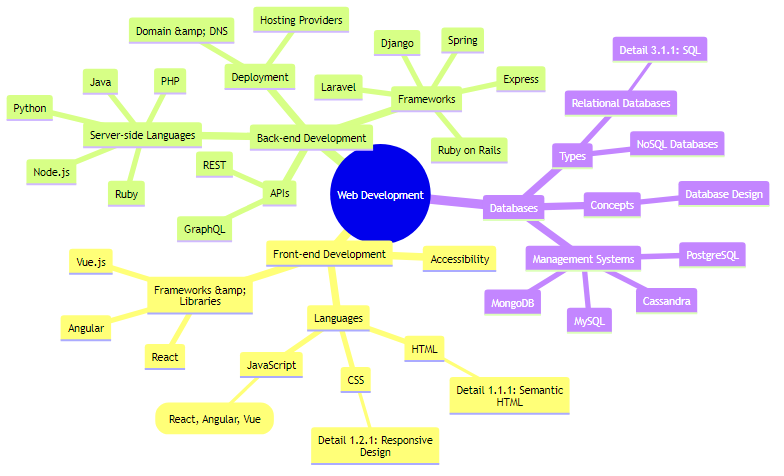 Web Development
Back-end Development
Deployment
Domain &amp; DNS
Hosting Providers
Frameworks
Django
Spring
Laravel
Express
Ruby on Rails
Server-side Languages
Java
PHP
Python
Node.js
Ruby
APIs
REST
GraphQL
Databases
Types
Relational Databases
Detail 3.1.1: SQL
NoSQL Databases
Concepts
Database Design
Management Systems
PostgreSQL
MongoDB
MySQL
Cassandra
Front-end Development
Accessibility
Frameworks &amp;
Libraries
Vue.js
Angular
React
Languages
JavaScript
React, Angular, Vue
CSS
Detail 1.2.1: Responsive
Design
HTML
Detail 1.1.1: Semantic
HTML